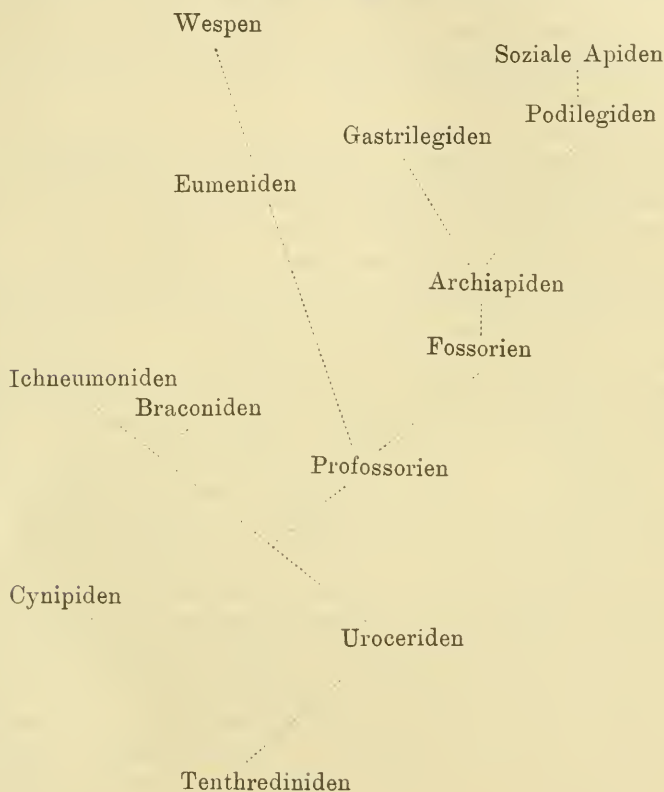 Wespen
Soziale Apiden
Podilegiden
Gastrilegiden
Eumeniden
Archiapiden
Fossorien
Ichneumoniden
Braconiden
Profossorien
Cynipiden
Uroceriden
Tenthrediniden